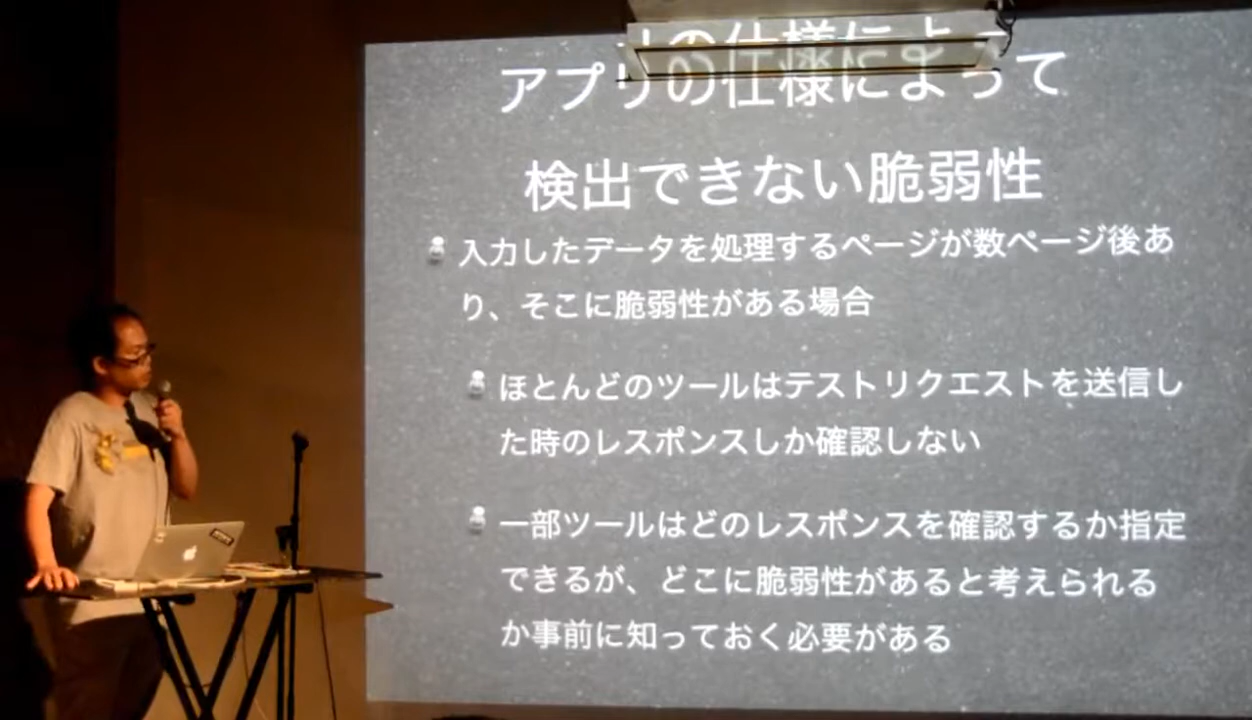 アプリの仕様によって
検出できない脆弱性
入力したデータを処理するページが数ページ後あ
り、そこに脆弱性がある場合
ほとんどのツールはテストリクエストを送信し
た時のレスポンスしか確認しない
一部ツールはどのレスポンスを確認するか指定
できるが、どこに脆弱性があると考えられる
か事前に知っておく必要がある